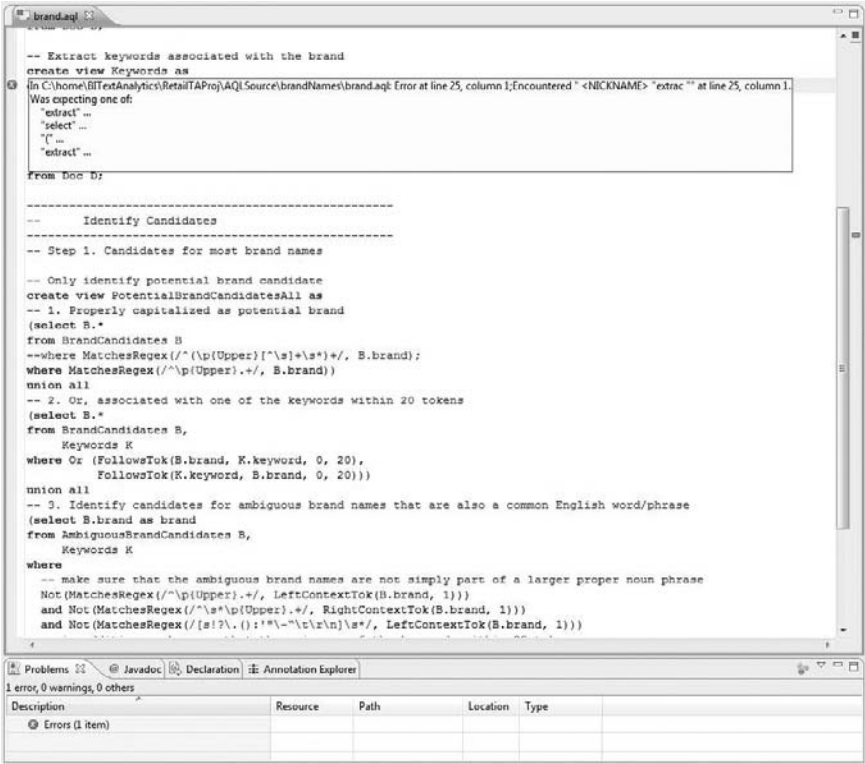 brand.aql
from Doc D;
-- Extract keywords associated with the brand
create view Keywords as
In C:\home\BITextAnalytics\RetailTAProj\AQLSource\brandNames\brand.aql: Error at line 25, column 1;Encountered " <NICKNAME> "extrac "" at line 25, column 1.
Was expecting one of:
"extract" ...
"select" ...
"(" ...
"extract" ...
from Doc D;
-----------------------------------------------------
-- Identify Candidates
-----------------------------------------------------
-- Step 1. Candidates for most brand names
-- Only identify potential brand candidate
create view PotentialBrandCandidatesAll as
-- 1. Properly capitalized as potential brand
(select B.*
from BrandCandidates B
--where MatchesRegex(/^(\p{Upper}[^\s]+\s*)+/, B.brand);
where MatchesRegex(/^\p{Upper}.+/, B.brand))
union all
-- 2. Or, associated with one of the keywords within 20 tokens
(select B.*
from BrandCandidates B,
Keywords K
where Or (FollowsTok(B.brand, K.keyword, 0, 20),
FollowsTok(K.keyword, B.brand, 0, 20)))
union all
-- 3. Identify candidates for ambiguous brand names that are also a common English word/phrase
(select B.brand as brand
from AmbiguousBrandCandidates B,
Keywords K
where
-- make sure that the ambiguous brand names are not simply part of a larger proper noun phrase
Not(MatchesRegex(/^\p{Upper}.+/, LeftContextTok(B.brand, 1)))
and Not(MatchesRegex(/^\s*\p{Upper}.+/, RightContextTok(B.brand, 1)))
and Not(MatchesRegex(/[s!?\.():'"\-^\t\r\n]\s*/, LeftContextTok(B.brand, 1)))
Problems @ Javadoc Declaration Annotation Explorer
1 error, 0 warnings, 0 others
Description Resource Path Location Type
Errors (1 item)